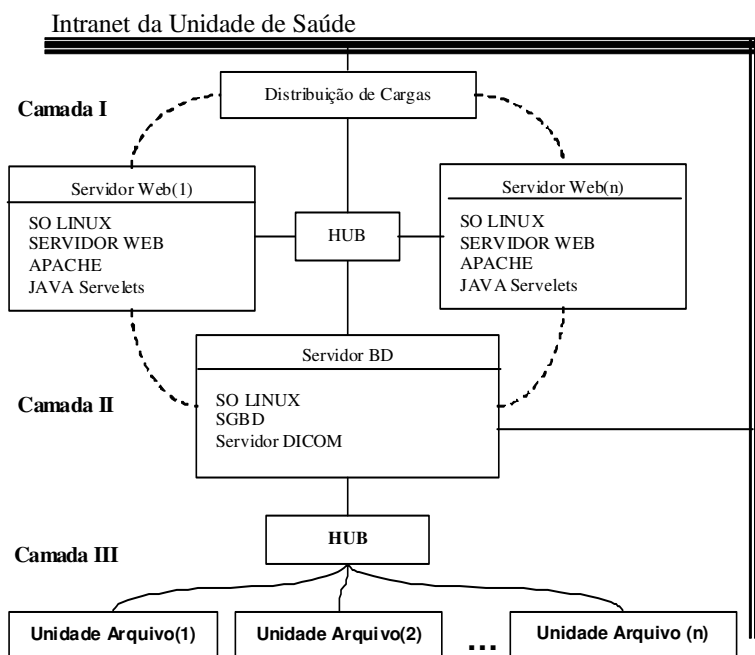 Intranet da Unidade de Saúde
Distribuição de Cargas
Camada I
Servidor Web(1)
SO LINUX
SERVIDOR WEB
APACHE
JAVA Servelets
HUB
Servidor Web(n)
SO LINUX
SERVIDOR WEB
APACHE
JAVA Servelets
Servidor BD
Camada II
SO LINUX
SGBD
Servidor DICOM
HUB
Camada III
Unidade Arquivo(1)
Unidade Arquivo(2)
...
Unidade Arquivo (n)